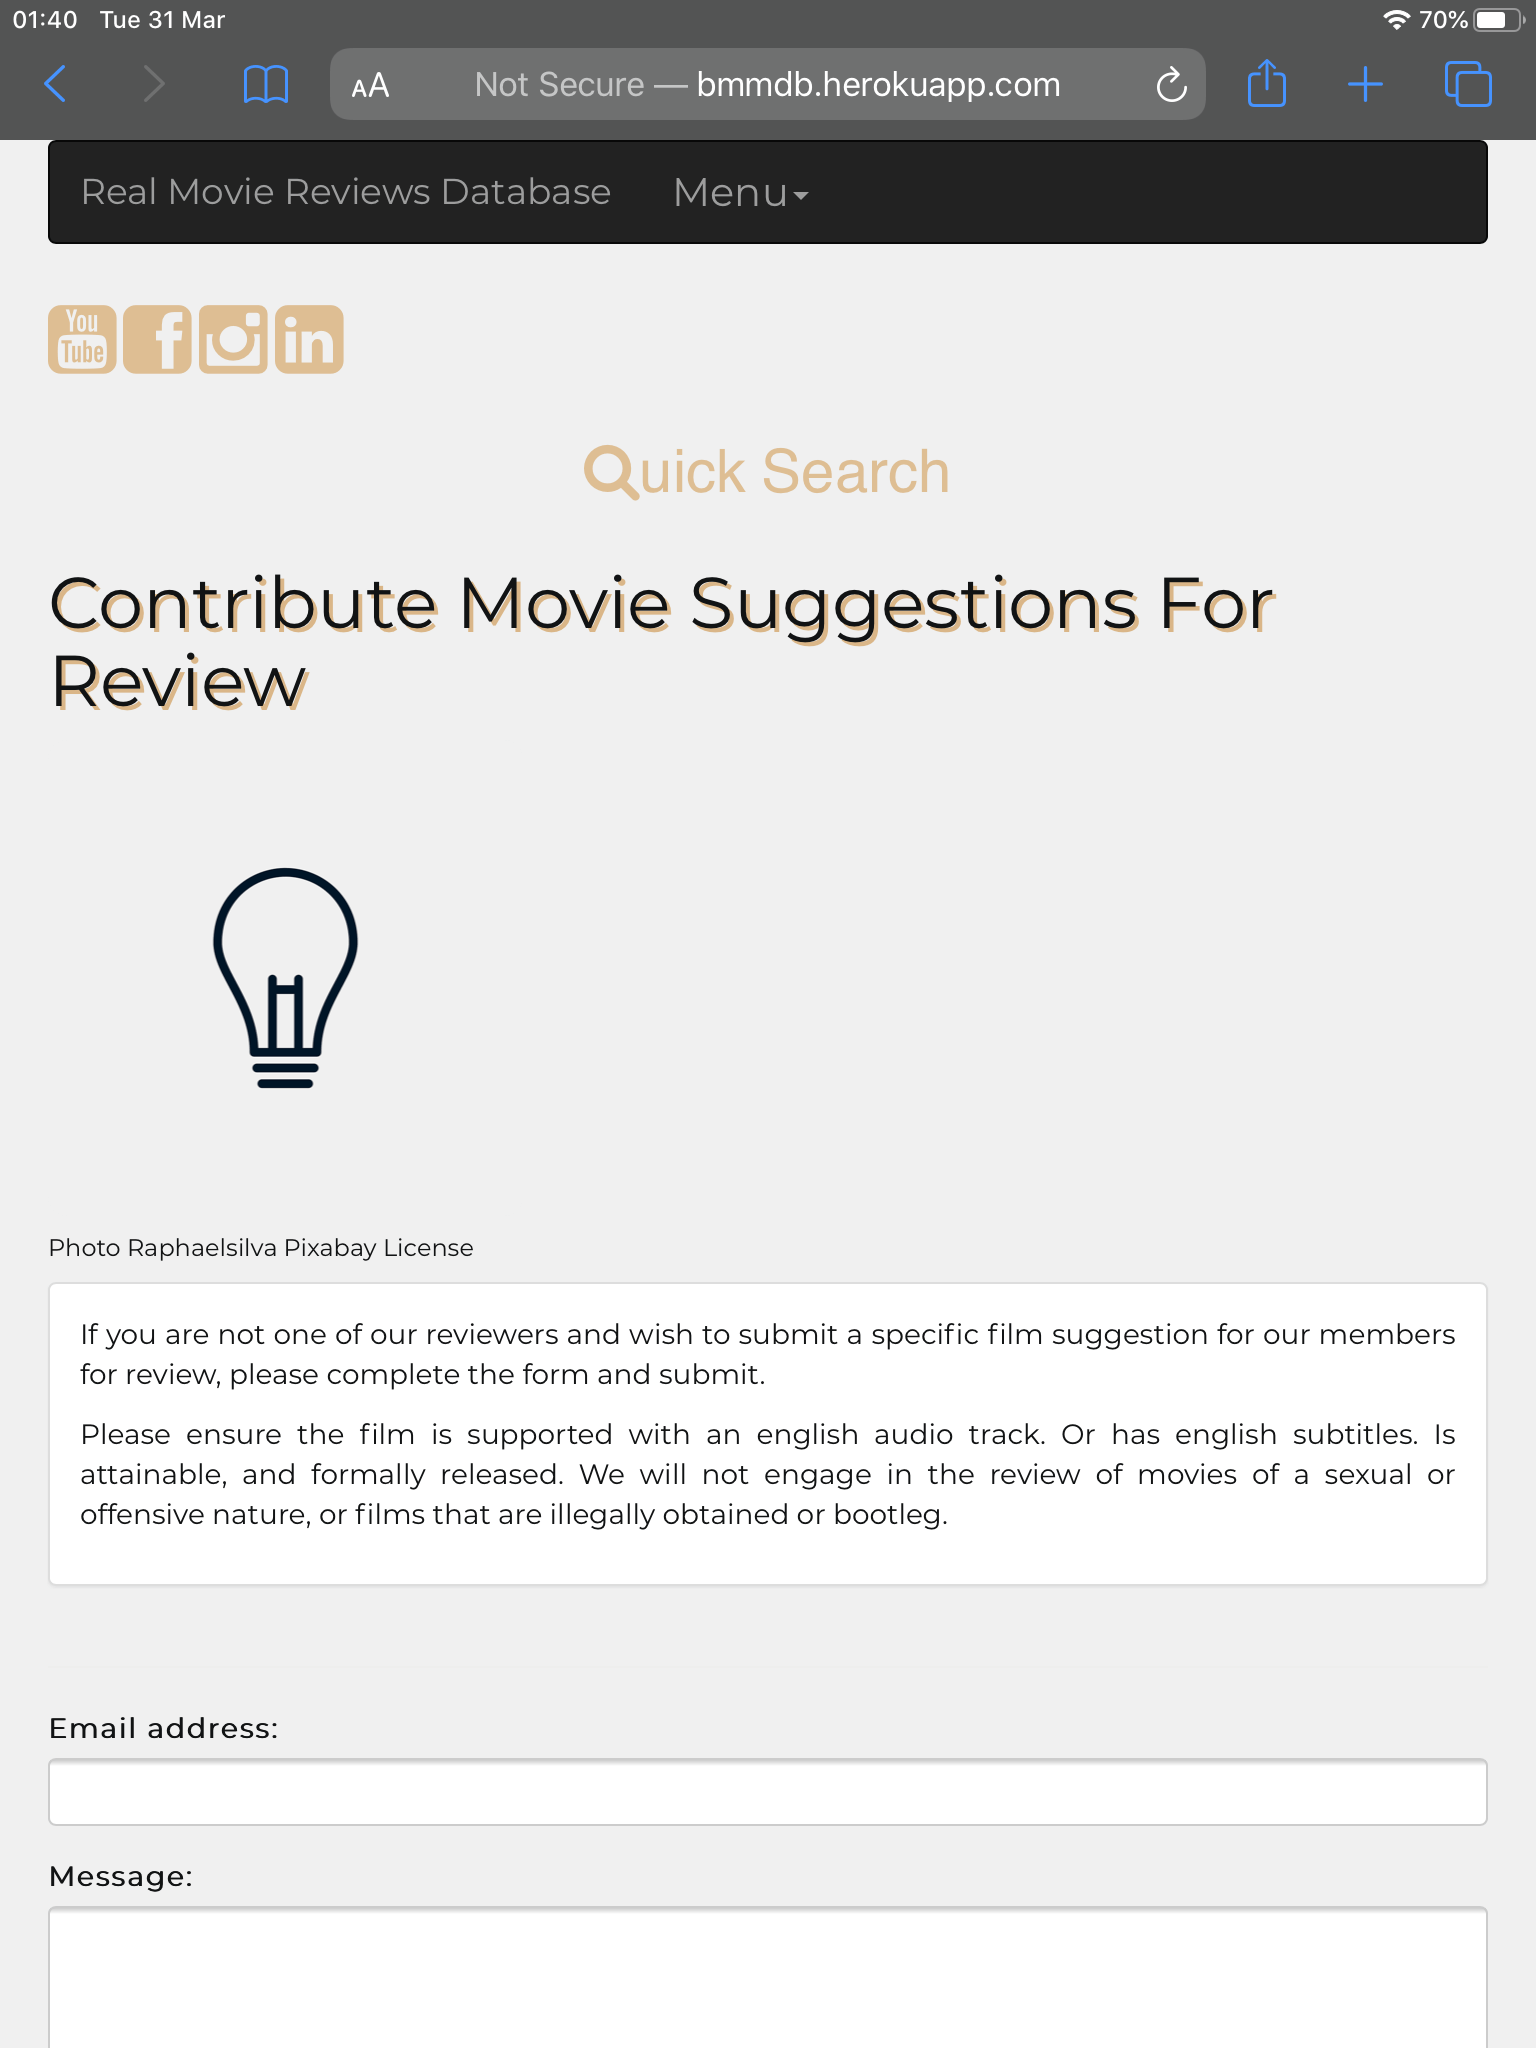 01:40 Tue 31 Mar 70%
AA Not Secure — bmmdb.herokuapp.com
Real Movie Reviews Database Menu
You
Tube f in
Quick Search
Contribute Movie Suggestions For
Review
Photo Raphaelsilva Pixabay License
If you are not one of our reviewers and wish to submit a specific film suggestion for our members
for review, please complete the form and submit.
Please ensure the film is supported with an english audio track. Or has english subtitles. Is
attainable, and formally released. We will not engage in the review of movies of a sexual or
offensive nature, or films that are illegally obtained or bootleg.
Email address:
Message: